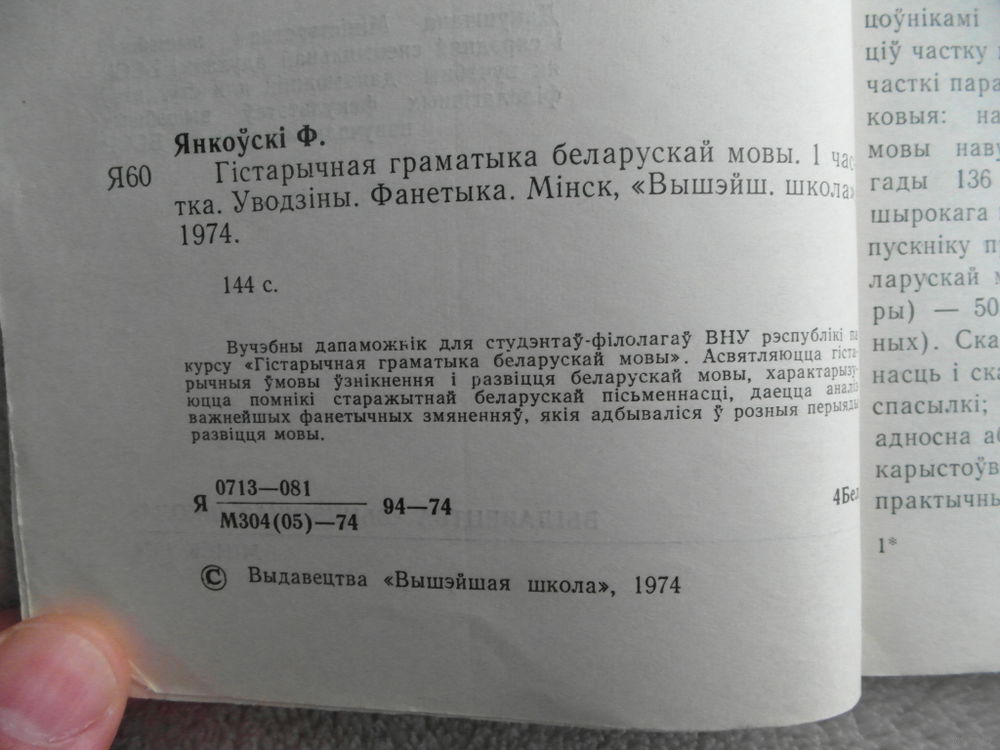 Янкоўскі Ф.
Я60
Гістарычная граматыка беларускай мовы. 1 час
тка. Уводзіны. Фанетыка. Мінск, «Вышэйш. школа»
1974.
144 с.
Вучэбны дапаможнік для студэнтаў-філолагаў ВНУ рэспублікі па
курсу «Гістарычная граматыка беларускай мовы». Асвятляюцца гіста-
рычныя ўмовы ўзнікнення і развіцця беларускай мовы, характарызу-
юцца помнікі старажытнай беларускай пісьменнасці, даецца аналіз
важнейшых фанетычных змяненняў, якія адбываліся ў розныя перыяды
развіцця мовы.
Я 0713—081
М304(05)—74
94—74
4Бел
© Выдавецтва «Вышэйшая школа», 1974
цоўнікамі
ціў частку
часткі пара
ковыя: на
мовы наву
гады 136
шырокага
пускніку
ларускай
ры) — 50
ных). Ска
насць і ска
спасылкі;
адносна аб
карыстоўв
практычны
1*